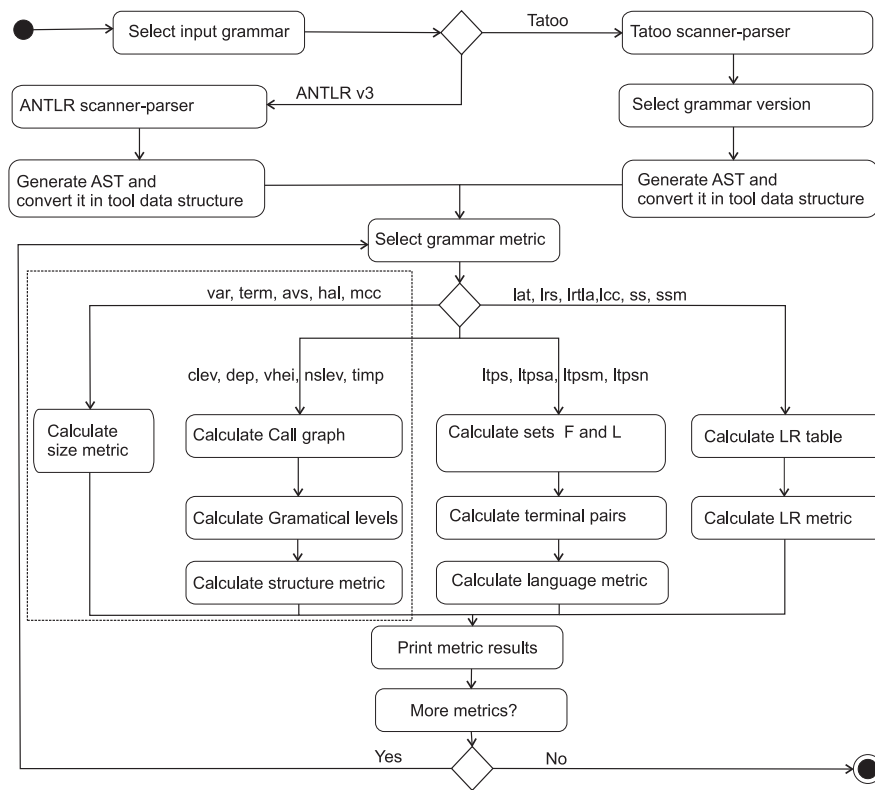 Select input grammar
Tatoo
Tatoo scanner-parser
ANTLR v3
ANTLR scanner-parser
Select grammar version
Generate AST and
convert it in tool data structure
Generate AST and
convert it in tool data structure
Select grammar metric
var, term, avs, hal, mcc
lat, lrs, lrtla,lcc, ss, ssm
clev, dep, vhei, nslev, timp
ltps, ltpsa, ltpsm, ltpsn
Calculate
size metric
Calculate Call graph
Calculate sets F and L
Calculate LR table
Calculate Gramatical levels
Calculate terminal pairs
Calculate LR metric
Calculate structure metric
Calculate language metric
Print metric results
More metrics?
Yes
No